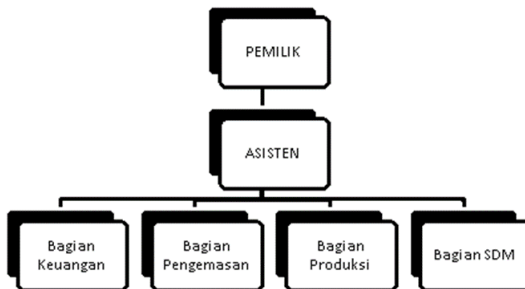 PEMILIK
ASISTEN
Bagian
Keuangan
Bagian
Pengemasan
Bagian
Produksi
Bagian SDM